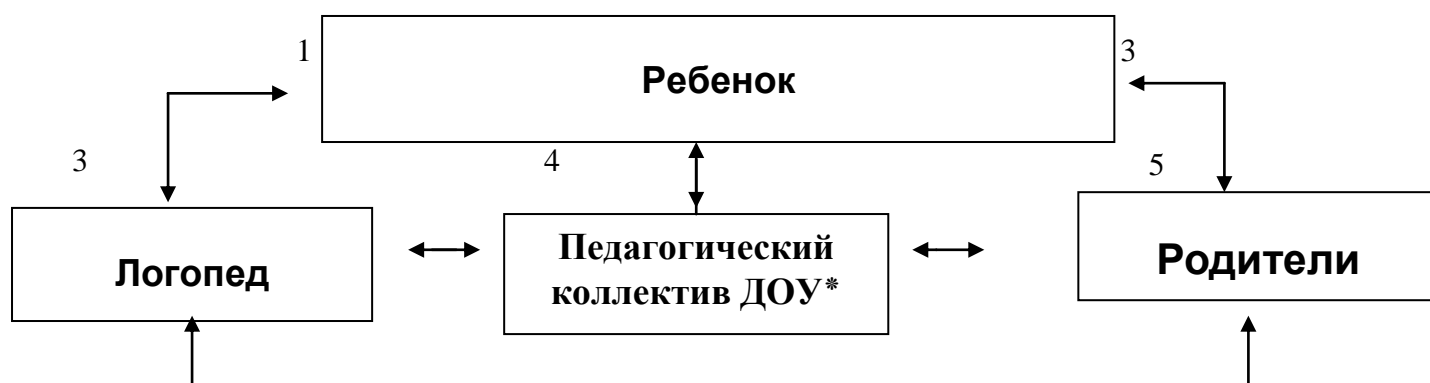 1
3
Ребенок
3
4
5
Логопед
Педагогический
коллектив ДОУ*
Родители